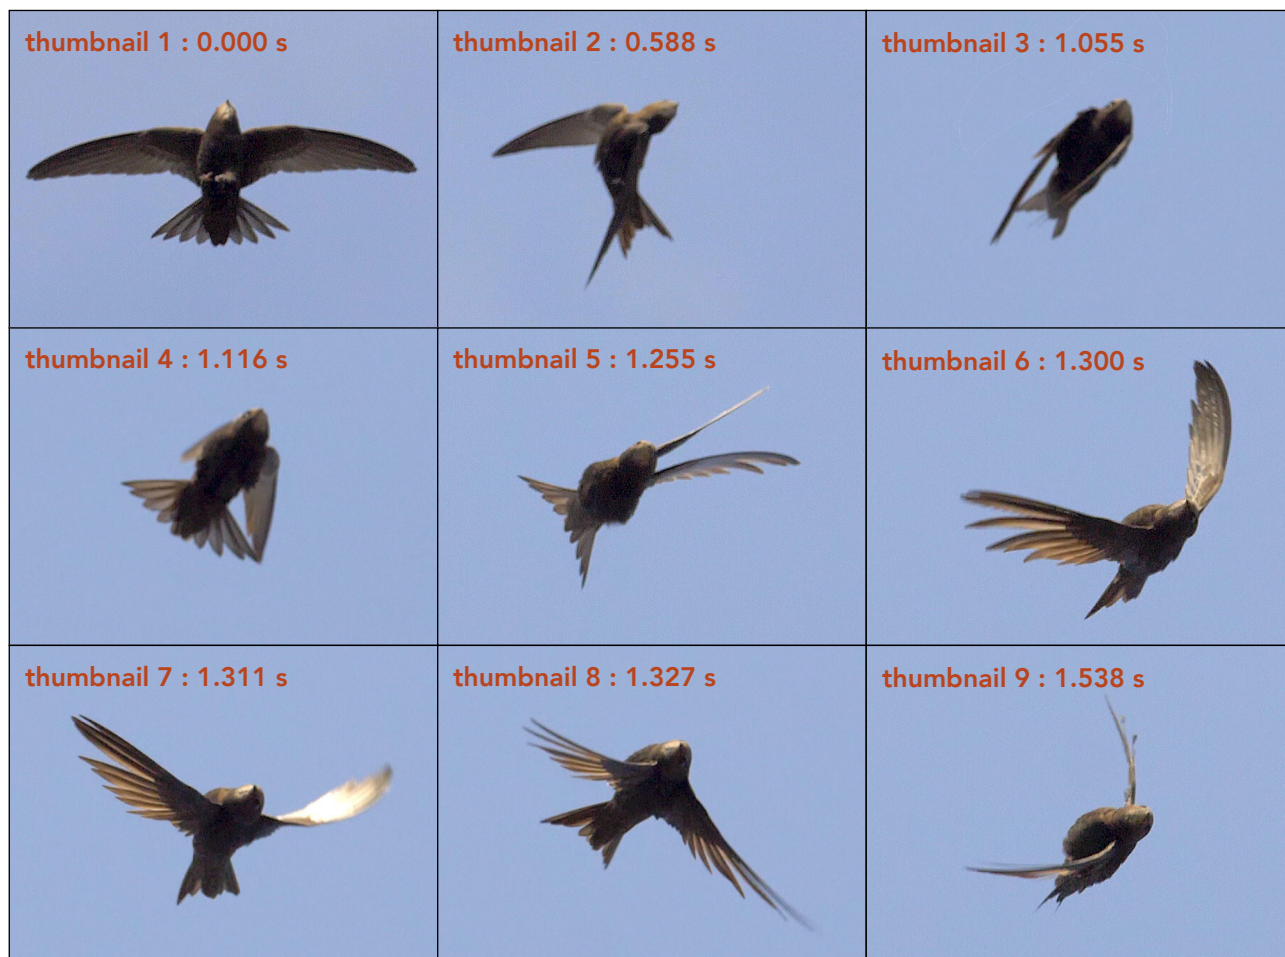 thumbnail 1 : 0.000 s
thumbnail 2 : 0.588 s
thumbnail 3 : 1.055 s
thumbnail 4 : 1.116 s
thumbnail 5 : 1.255 s
thumbnail 6 : 1.300 s
thumbnail 7 : 1.311 s
thumbnail 8 : 1.327 s
thumbnail 9 : 1.538 s